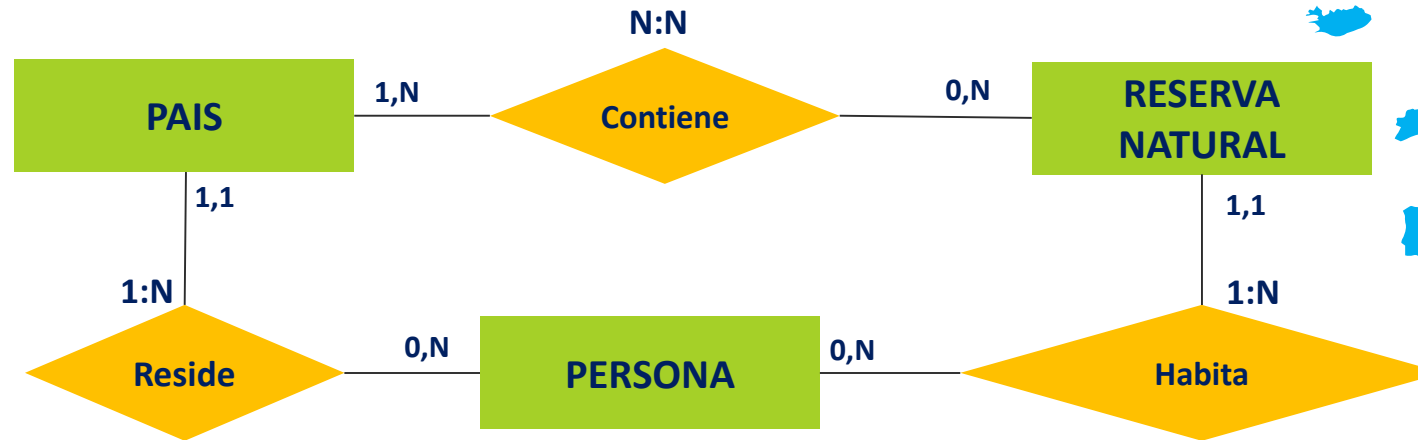 N:N
PAIS
1,N
Contiene
0,N
RESERVA
NATURAL
1,1
1,1
1:N
1:N
Reside
0,N
PERSONA
0,N
Habita